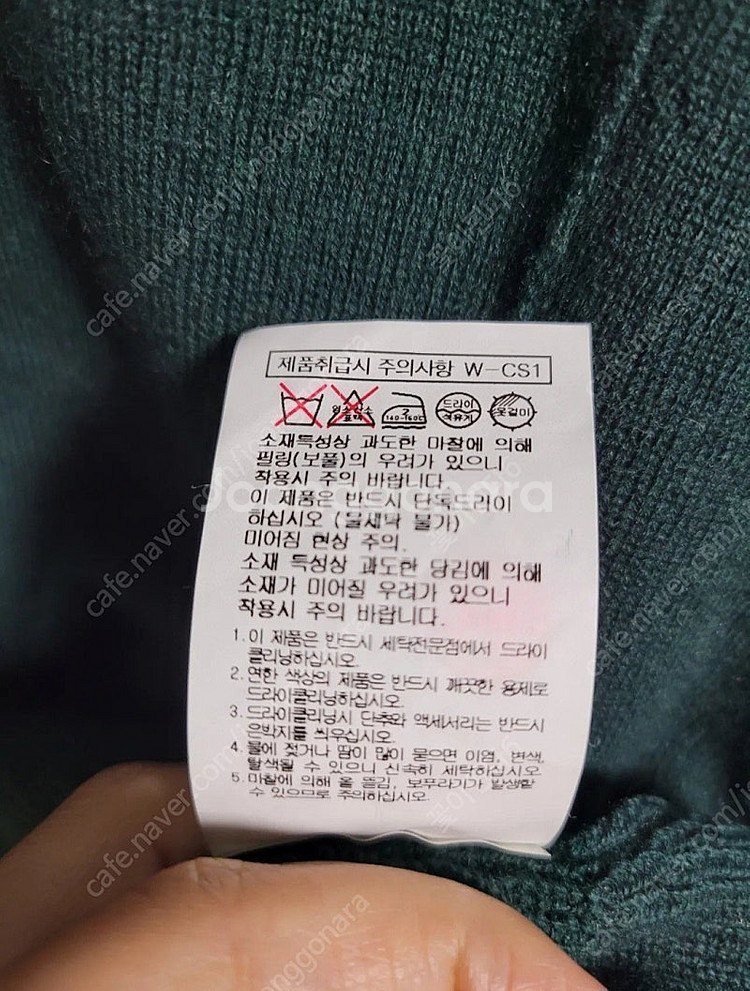 제품취급시 주의사항 W-CS1
염소산소 표백
2 140-160℃
드라이 석유계
옷걸이
소재특성상 과도한 마찰에 의해
필링(보풀)의 우려가 있으니
착용시 주의 바랍니다
이 제품은 반드시 단독드라이
하십시오 (물세탁 불가)
미어짐 현상 주의.
소재 특성상 과도한 당김에 의해
소재가 미어질 우려가 있으니
착용시 주의 바랍니다.
1. 이 제품은 반드시 세탁전문점에서 드라이
클리닝하십시오.
2. 연한 색상의 제품은 반드시 깨끗한 용제로
드라이클리닝하십시오.
3. 드라이클리닝시 단추와 액세서리는 반드시
은박지를 씌우십시오.
4. 물에 젖거나 땀이 많이 묻으면 이염, 변색,
탈색될 수 있으니 신속히 세탁하십시오.
5. 마찰에 의해 올 뜯김, 보푸라기가 발생할
수 있으므로 주의하십시오.
joonggonara
cafe.naver.com/joonggonara